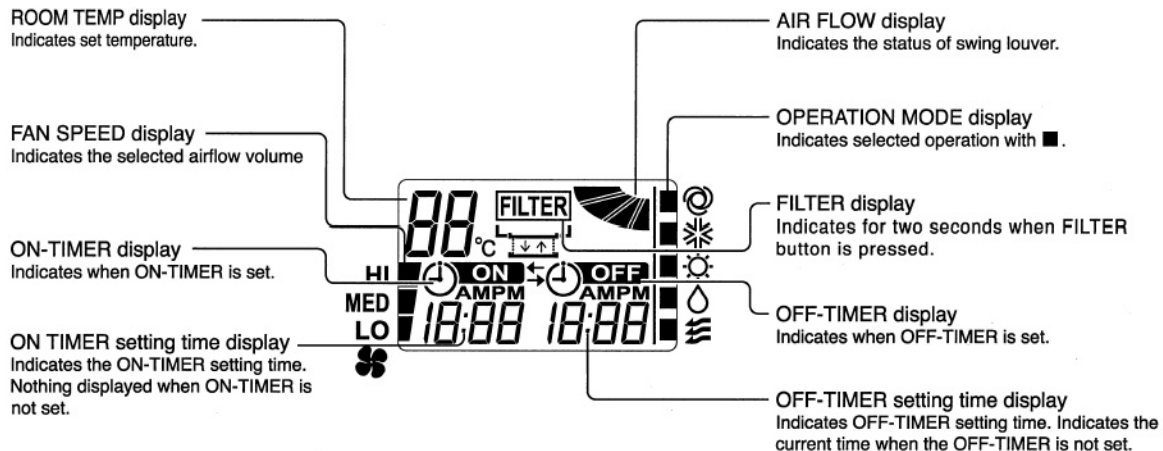 ROOM TEMP display
Indicates set temperature.
FAN SPEED display
Indicates the selected airflow volume
ON-TIMER display
Indicates when ON-TIMER is set.
ON TIMER setting time display
Indicates the ON-TIMER setting time.
Nothing displayed when ON-TIMER is
not set.
88 °C
FILTER
HI
MED
LO
ON
OFF
AMPM
AMPM
18:88
18:88
AIR FLOW display
Indicates the status of swing louver.
OPERATION MODE display
Indicates selected operation with ■ .
FILTER display
Indicates for two seconds when FILTER
button is pressed.
OFF-TIMER display
Indicates when OFF-TIMER is set.
OFF-TIMER setting time display
Indicates OFF-TIMER setting time. Indicates the
current time when the OFF-TIMER is not set.